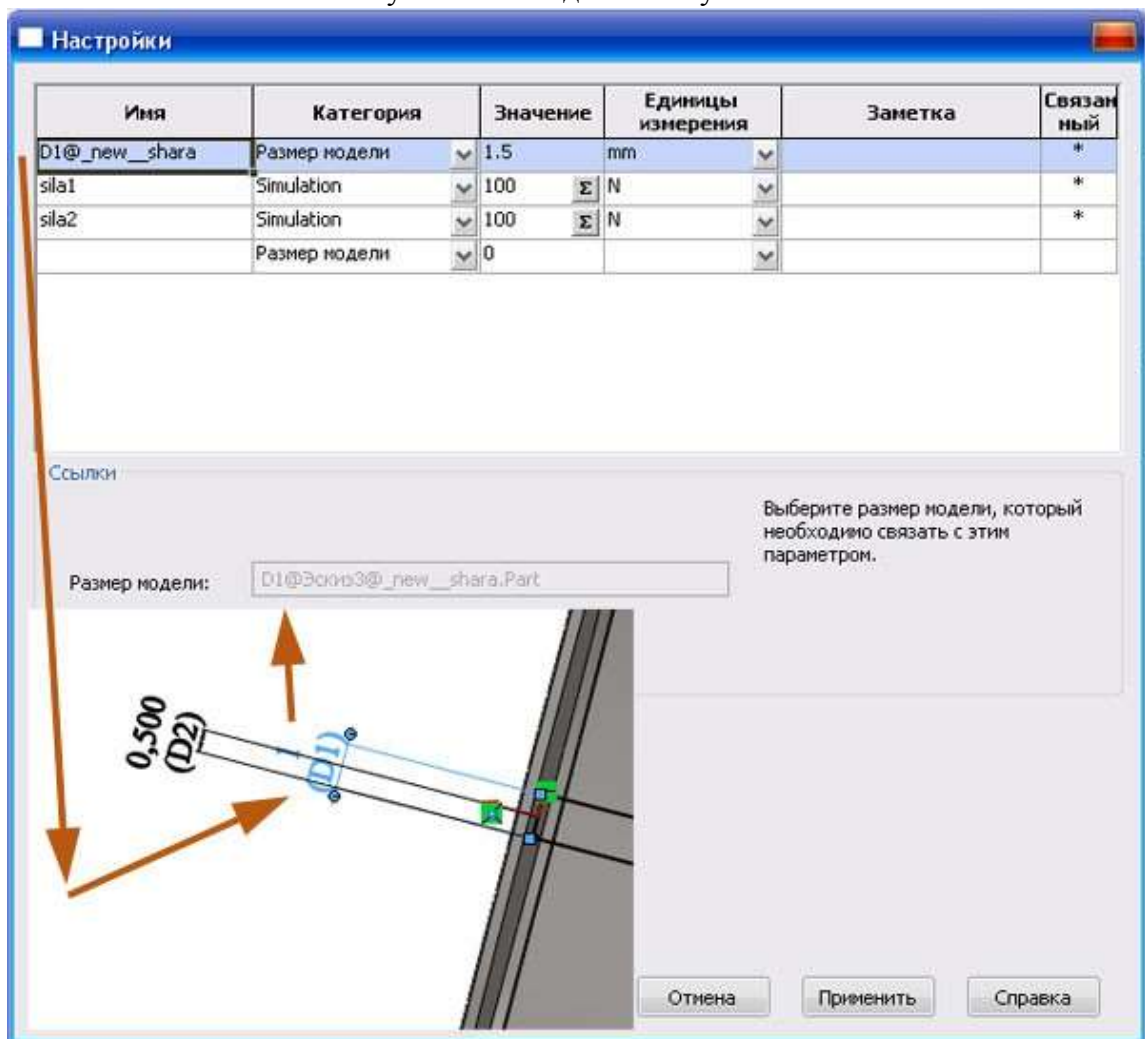 Настройки
Имя Категория Значение Единицы измерения Заметка Связан ный
D1@_new__shara Размер модели 1.5 mm *
sila1 Simulation 100 Σ N *
sila2 Simulation 100 Σ N *
Размер модели 0
Ссылки
Выберите размер модели, который
необходимо связать с этим
параметром.
Размер модели: D1@Эскиз3@_new__shara.Part
0,500
(D2)
1
(D1)
Отмена Применить Справка